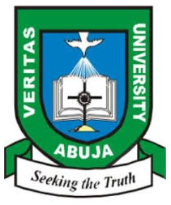 VERITAS
UNIVERSITY
ABUJA
Seeking the Truth